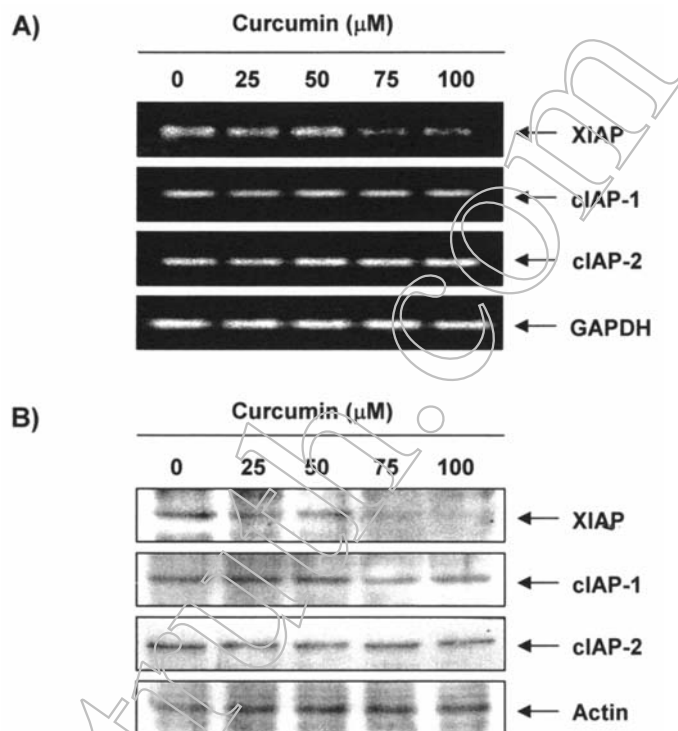 A)
Curcumin (μM)
0 25 50 75 100
XIAP
cIAP-1
cIAP-2
GAPDH
B)
Curcumin (μM)
0 25 50 75 100
XIAP
cIAP-1
cIAP-2
Actin